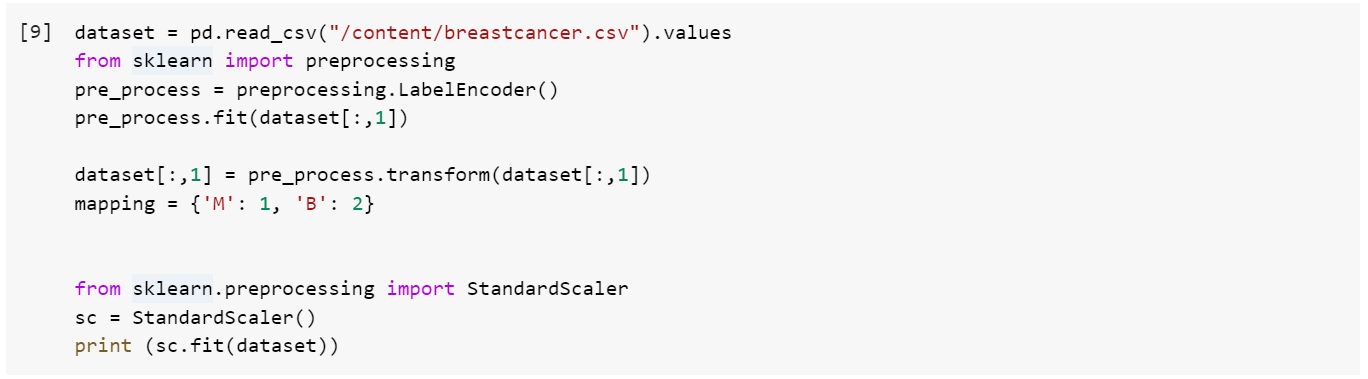 [9] dataset = pd.read_csv("/content/breastcancer.csv").values
from sklearn import preprocessing
pre_process = preprocessing.LabelEncoder()
pre_process.fit(dataset[:,1])
dataset[:,1] = pre_process.transform(dataset[:,1])
mapping = {'M': 1, 'B': 2}
from sklearn.preprocessing import StandardScaler
sc = StandardScaler()
print (sc.fit(dataset))